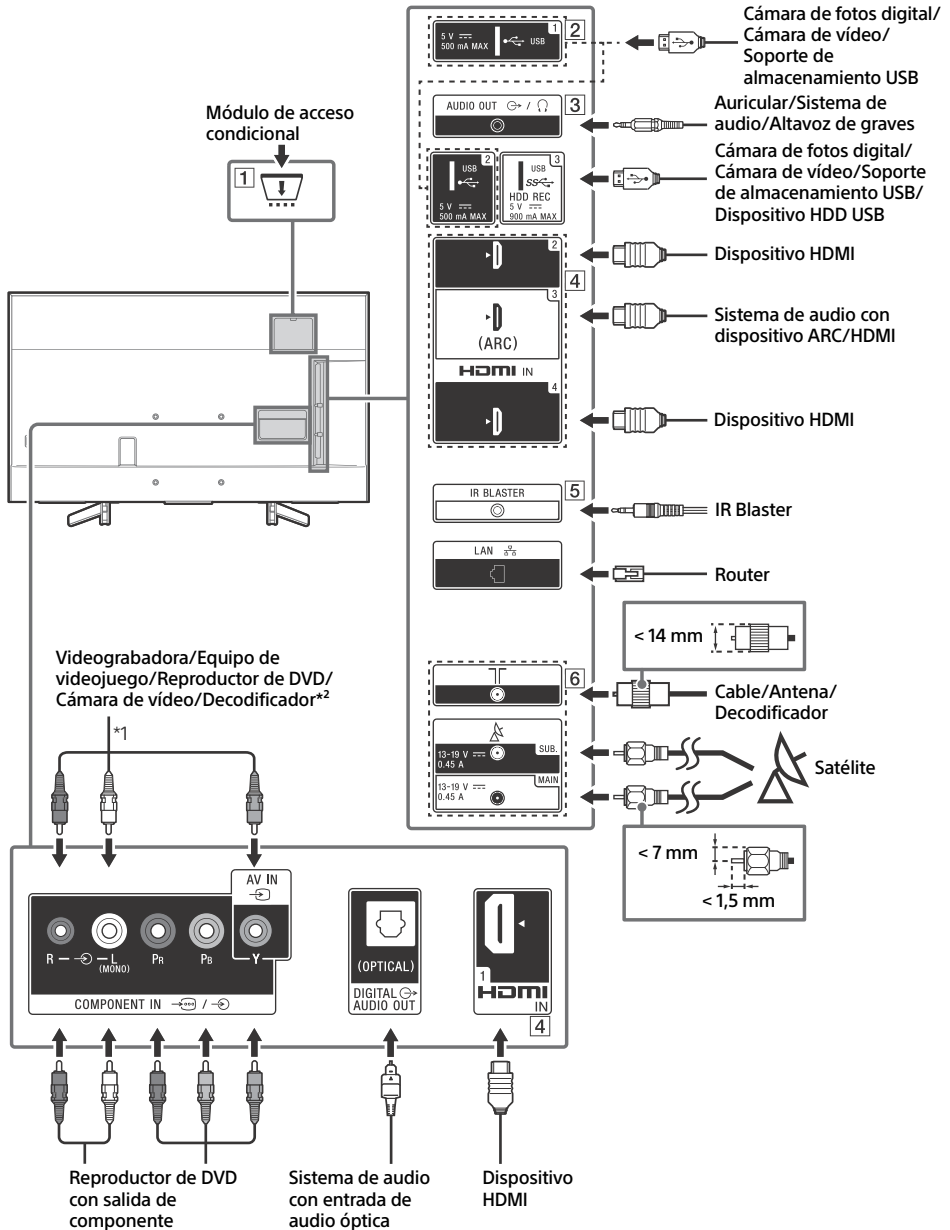 Módulo de acceso
condicional
1
5 V
500 mA MAX
USB
1
2
Cámara de fotos digital/
Cámara de vídeo/
Soporte de
almacenamiento USB
AUDIO OUT /
3
Auricular/Sistema de
audio/Altavoz de graves
2
USB
5 V
500 mA MAX
3
USB
SS
HDD REC
5 V
900 mA MAX
Cámara de fotos digital/
Cámara de vídeo/Soporte
de almacenamiento USB/
Dispositivo HDD USB
2
4
Dispositivo HDMI
3
(ARC)
Sistema de audio con
dispositivo ARC/HDMI
HDMI IN
4
Dispositivo HDMI
IR BLASTER
5
IR Blaster
LAN
Router
< 14 mm
6
Cable/Antena/
Decodificador
13-19 V
0.45 A
SUB.
13-19 V
0.45 A
MAIN
Satélite
< 7 mm
< 1,5 mm
Videograbadora/Equipo de
videojuego/Reproductor de DVD/
Cámara de vídeo/Decodificador*2
*1
AV IN
R — — L
(MONO)
PR
PB
Y
COMPONENT IN /
(OPTICAL)
DIGITAL
AUDIO OUT
1
HDMI
IN
4
Reproductor de DVD
con salida de
componente
Sistema de audio
con entrada de
audio óptica
Dispositivo
HDMI